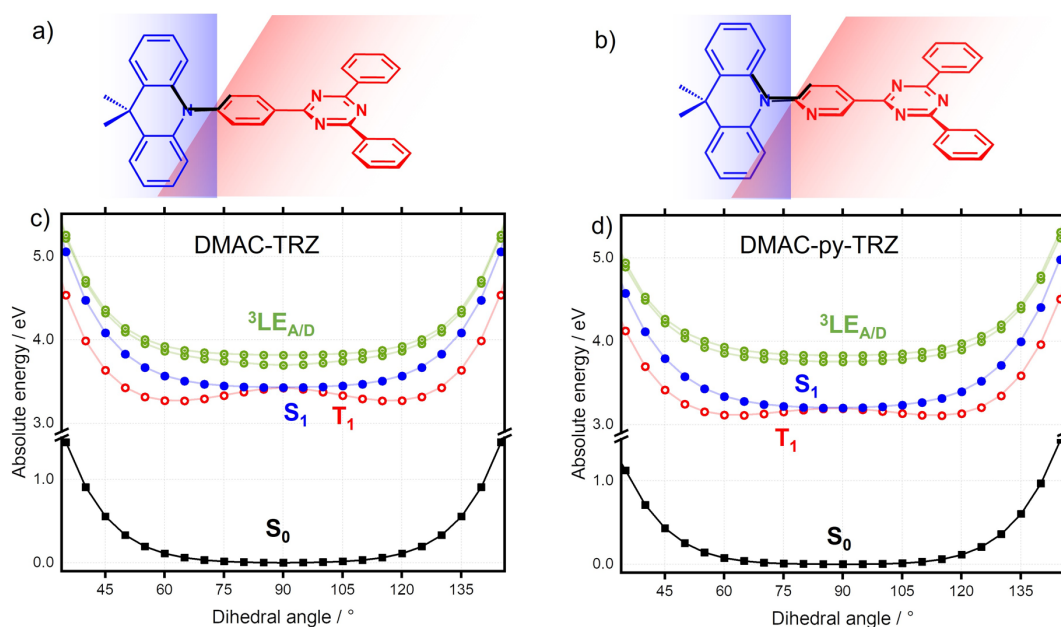 a)
N
N
N
N
b)
N
N
N
N
N
c)
DMAC-TRZ
³LE_A/D
S₁
T₁
S₀
Absolute energy / eV
5.0
4.0
3.0
1.0
0.0
45
60
75
90
105
120
135
Dihedral angle / °
d)
DMAC-py-TRZ
³LE_A/D
S₁
T₁
S₀
Absolute energy / eV
5.0
4.0
3.0
1.0
0.0
45
60
75
90
105
120
135
Dihedral angle / °